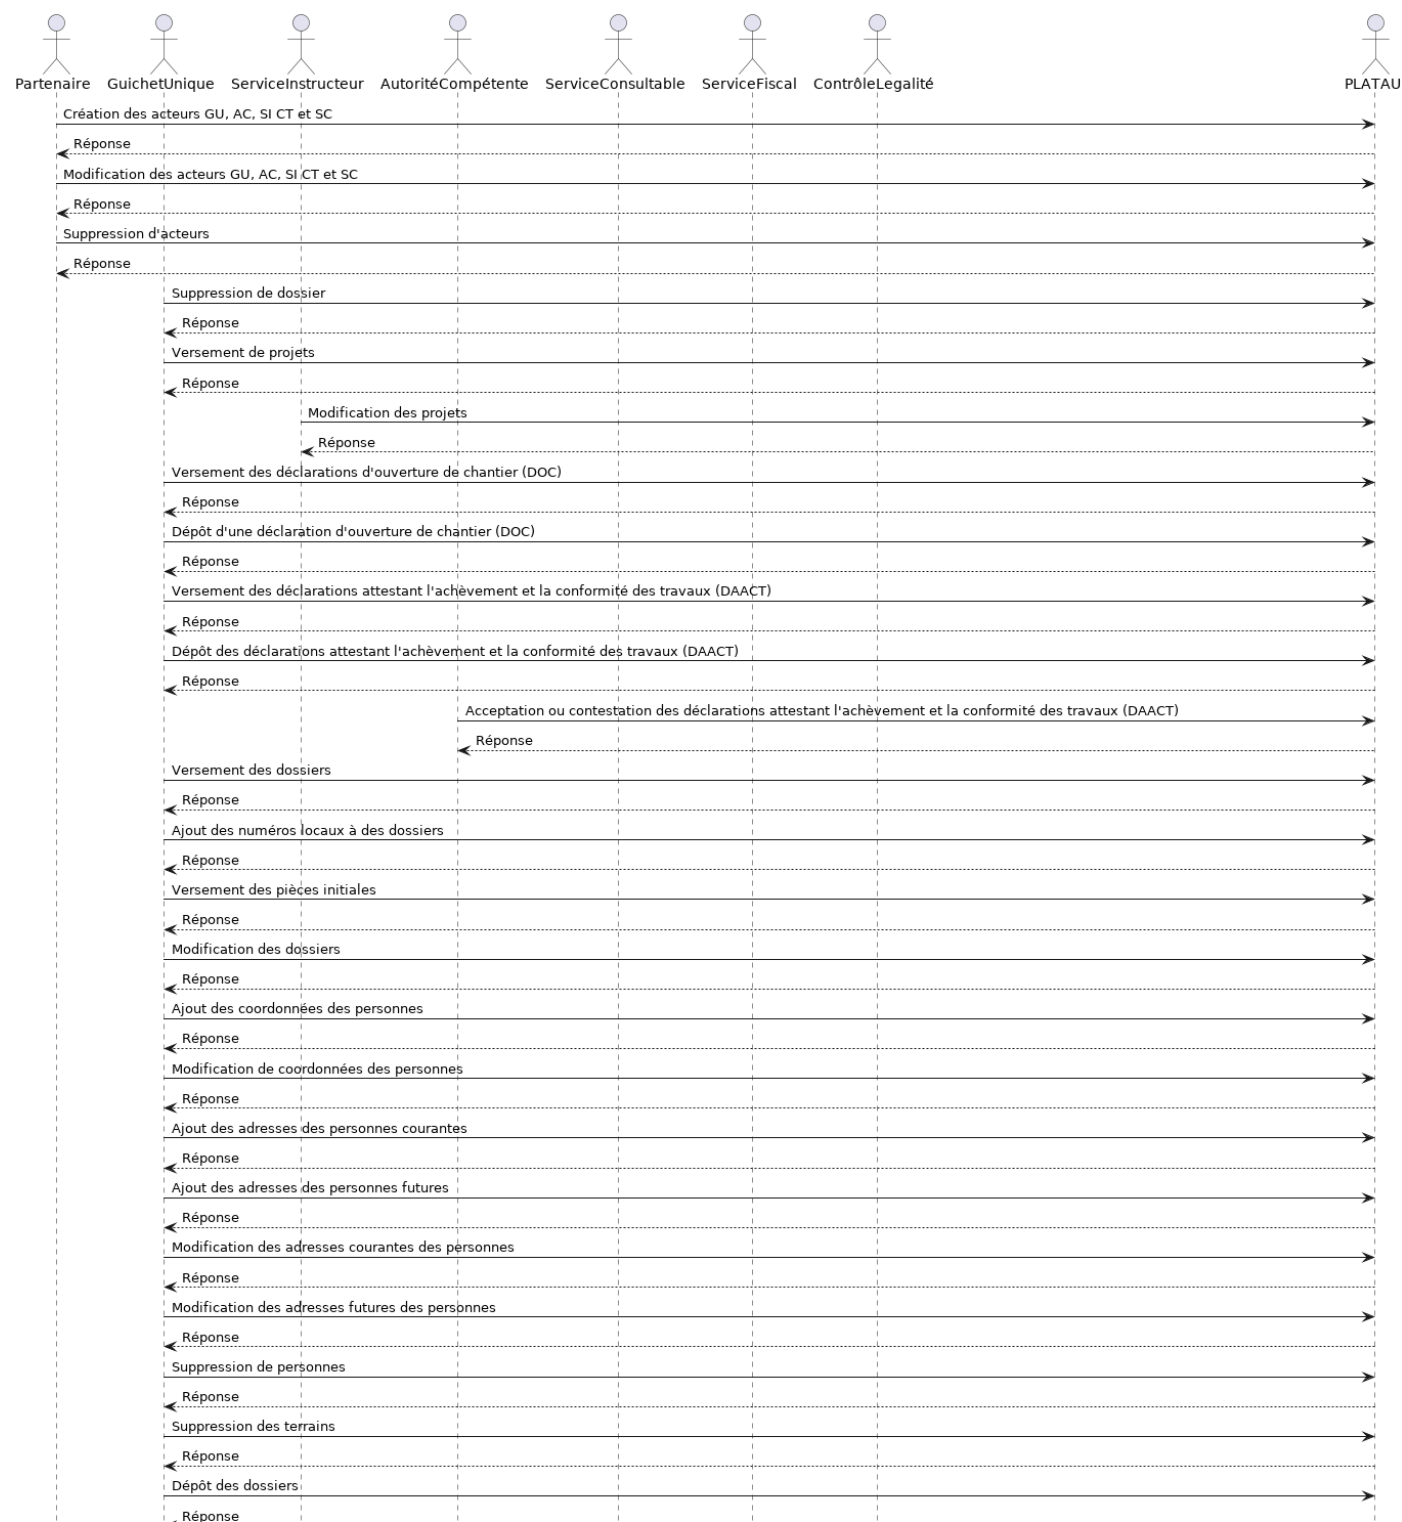 Partenaire GuichetUnique ServiceInstructeur AutoritéCompétente ServiceConsultable ServiceFiscal ContrôleLegalité PLATAU
Création des acteurs GU, AC, SI CT et SC
Réponse
Modification des acteurs GU, AC, SI CT et SC
Réponse
Suppression d'acteurs
Réponse
Suppression de dossier
Réponse
Versement de projets
Réponse
Modification des projets
Réponse
Versement des déclarations d'ouverture de chantier (DOC)
Réponse
Dépôt d'une déclaration d'ouverture de chantier (DOC)
Réponse
Versement des déclarations attestant l'achèvement et la conformité des travaux (DAACT)
Réponse
Dépôt des déclarations attestant l'achèvement et la conformité des travaux (DAACT)
Réponse
Acceptation ou contestation des déclarations attestant l'achèvement et la conformité des travaux (DAACT)
Réponse
Versement des dossiers
Réponse
Ajout des numéros locaux à des dossiers
Réponse
Versement des pièces initiales
Réponse
Modification des dossiers
Réponse
Ajout des coordonnées des personnes
Réponse
Modification de coordonnées des personnes
Réponse
Ajout des adresses des personnes courantes
Réponse
Ajout des adresses des personnes futures
Réponse
Modification des adresses courantes des personnes
Réponse
Modification des adresses futures des personnes
Réponse
Suppression de personnes
Réponse
Suppression des terrains
Réponse
Dépôt des dossiers
Réponse